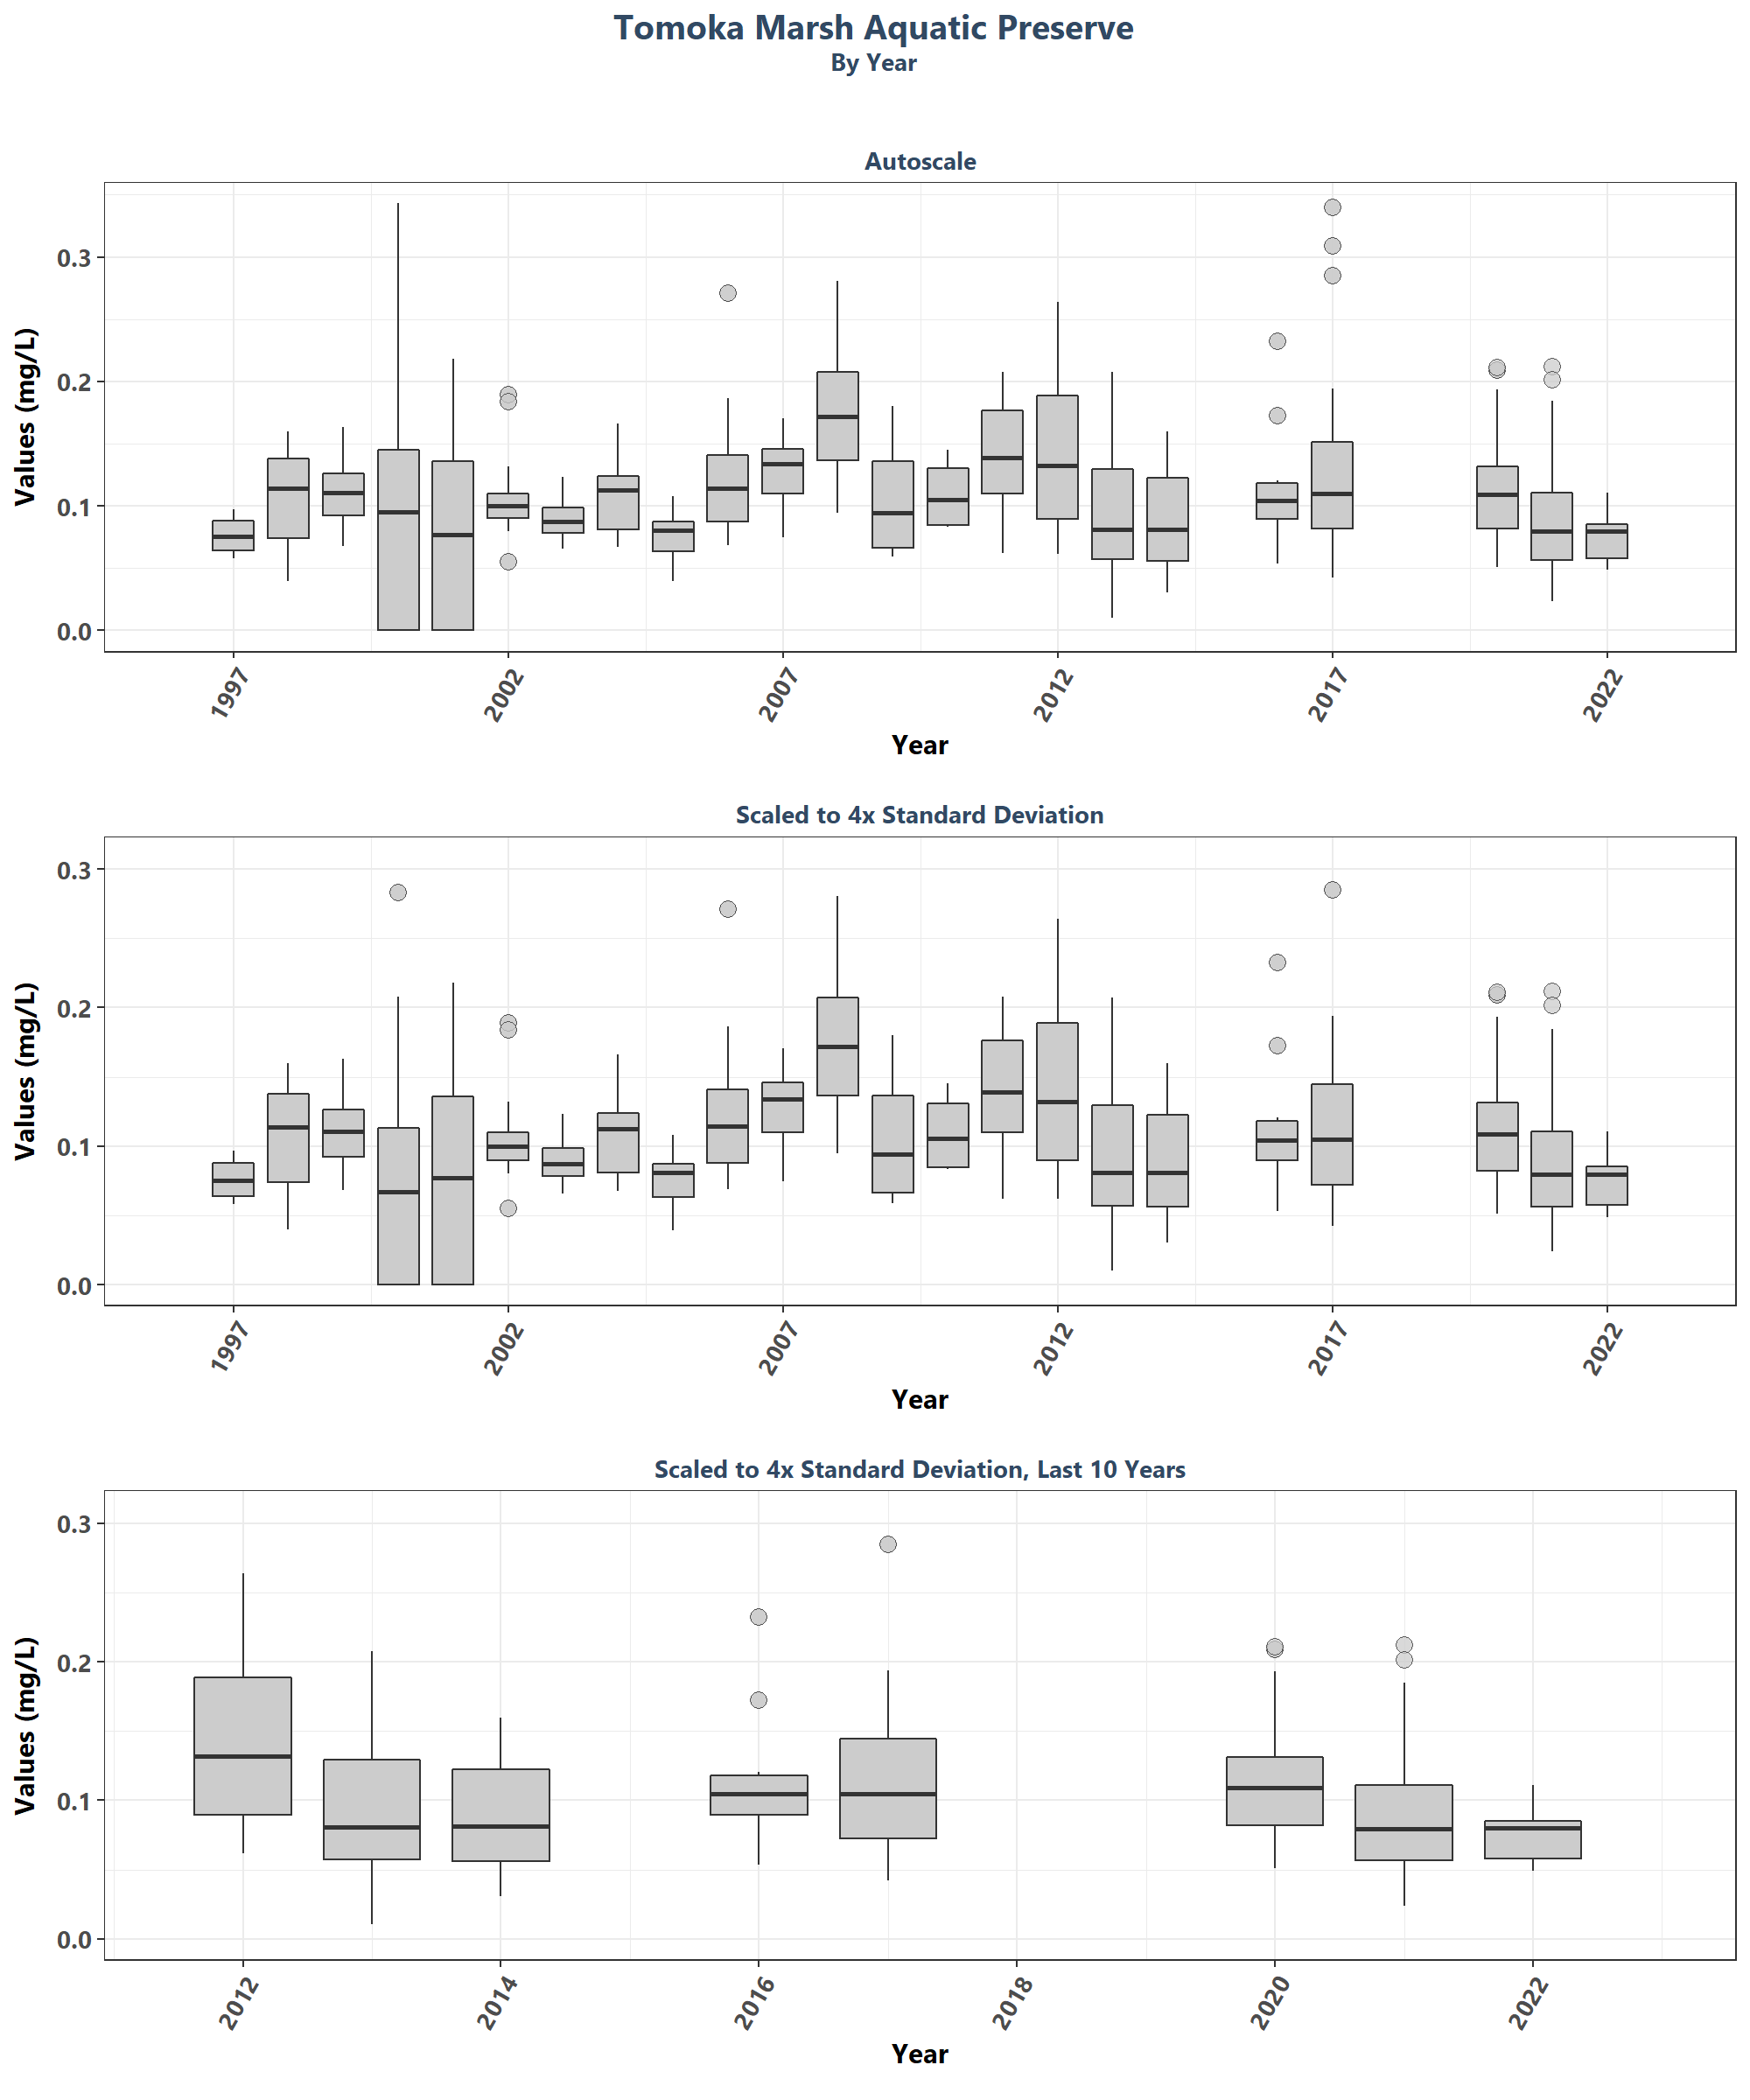 Tomoka Marsh Aquatic Preserve
By Year
Autoscale
Values (mg/L)
0.3
0.2
0.1
0.0
1997
2002
2007
2012
2017
2022
Year
Scaled to 4x Standard Deviation
Values (mg/L)
0.3
0.2
0.1
0.0
1997
2002
2007
2012
2017
2022
Year
Scaled to 4x Standard Deviation, Last 10 Years
Values (mg/L)
0.3
0.2
0.1
0.0
2012
2014
2016
2018
2020
2022
Year